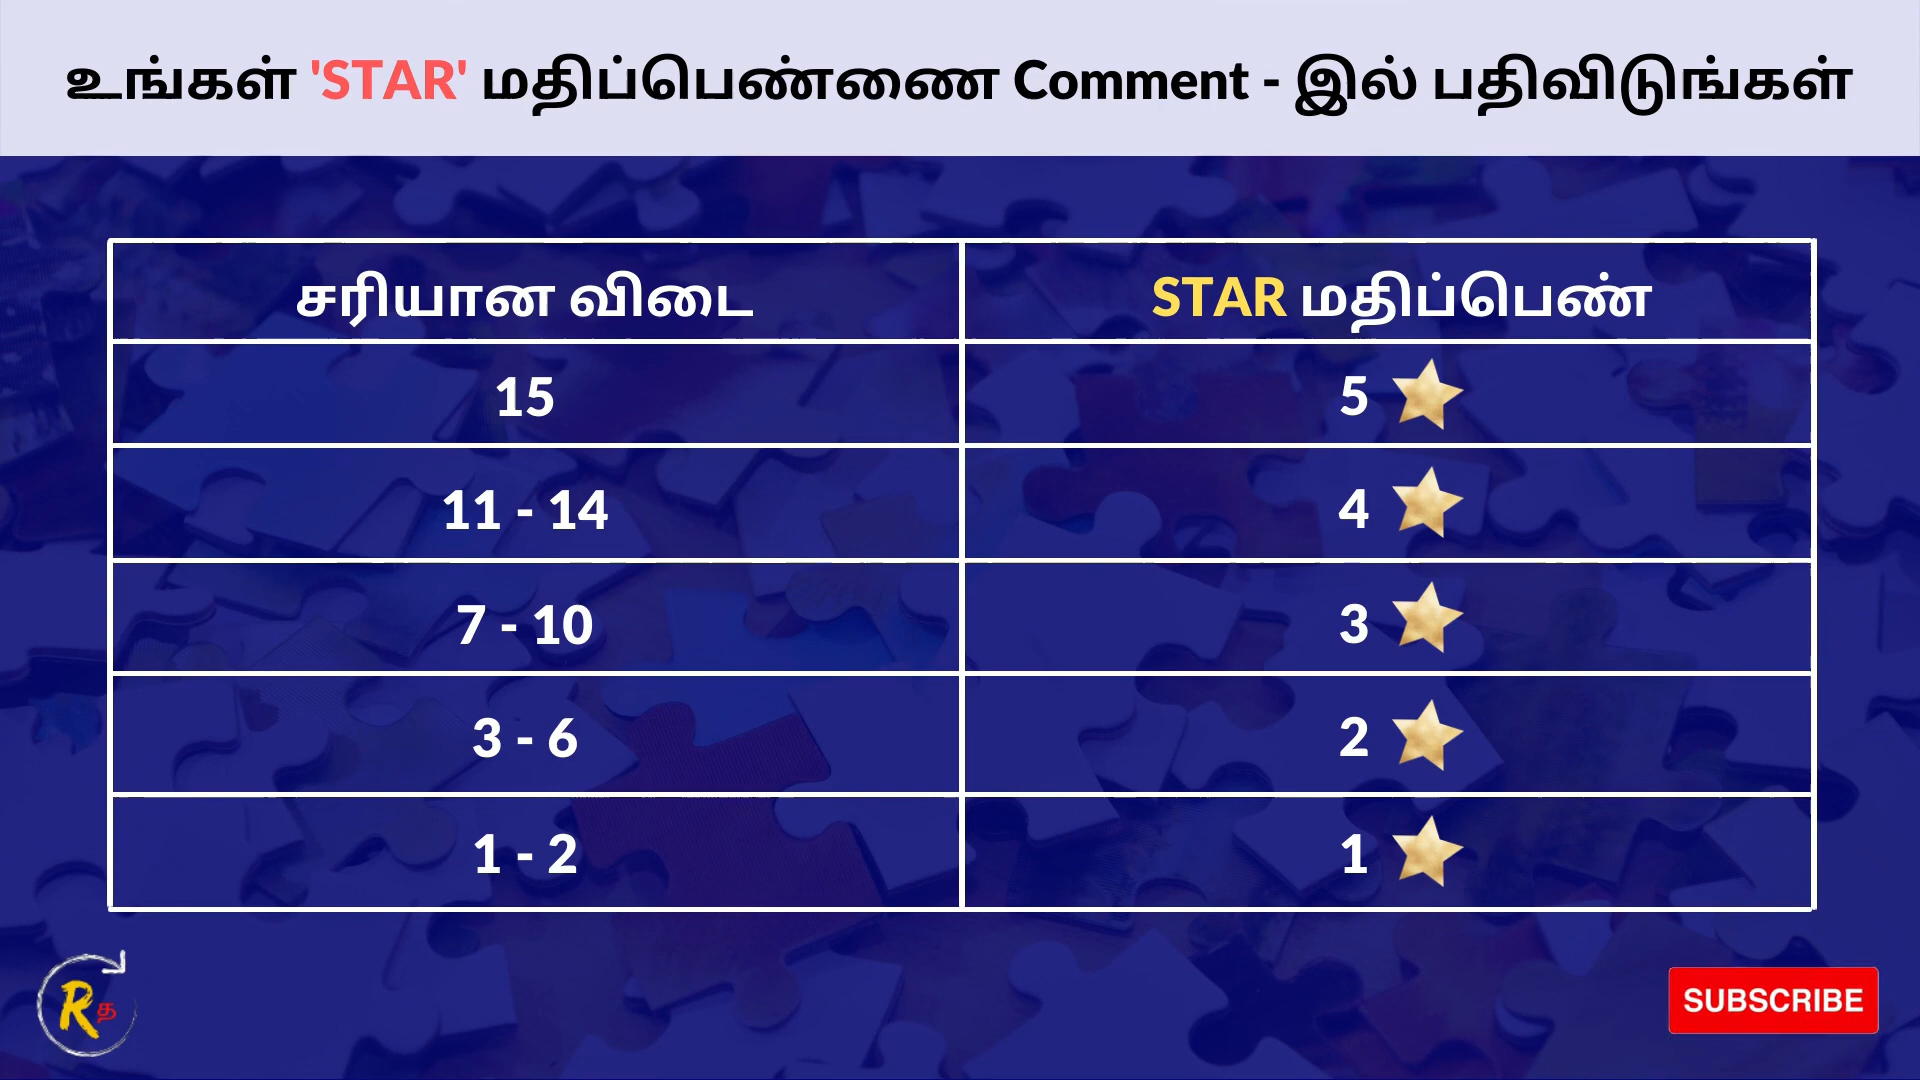 உங்கள் 'STAR' மதிப்பெண்ணை Comment - இல் பதிவிடுங்கள்
சரியான விடை STAR மதிப்பெண்
15 5
11 - 14 4
7 - 10 3
3 - 6 2
1 - 2 1
R த
SUBSCRIBE